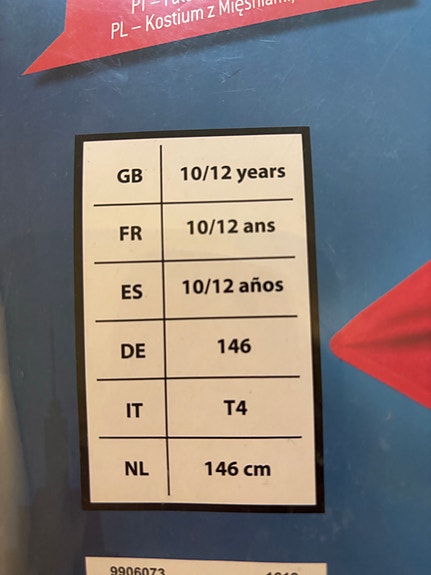 PL – Kostium z Mięśniami,
GB 10/12 years
FR 10/12 ans
ES 10/12 años
DE 146
IT T4
NL 146 cm
9906073